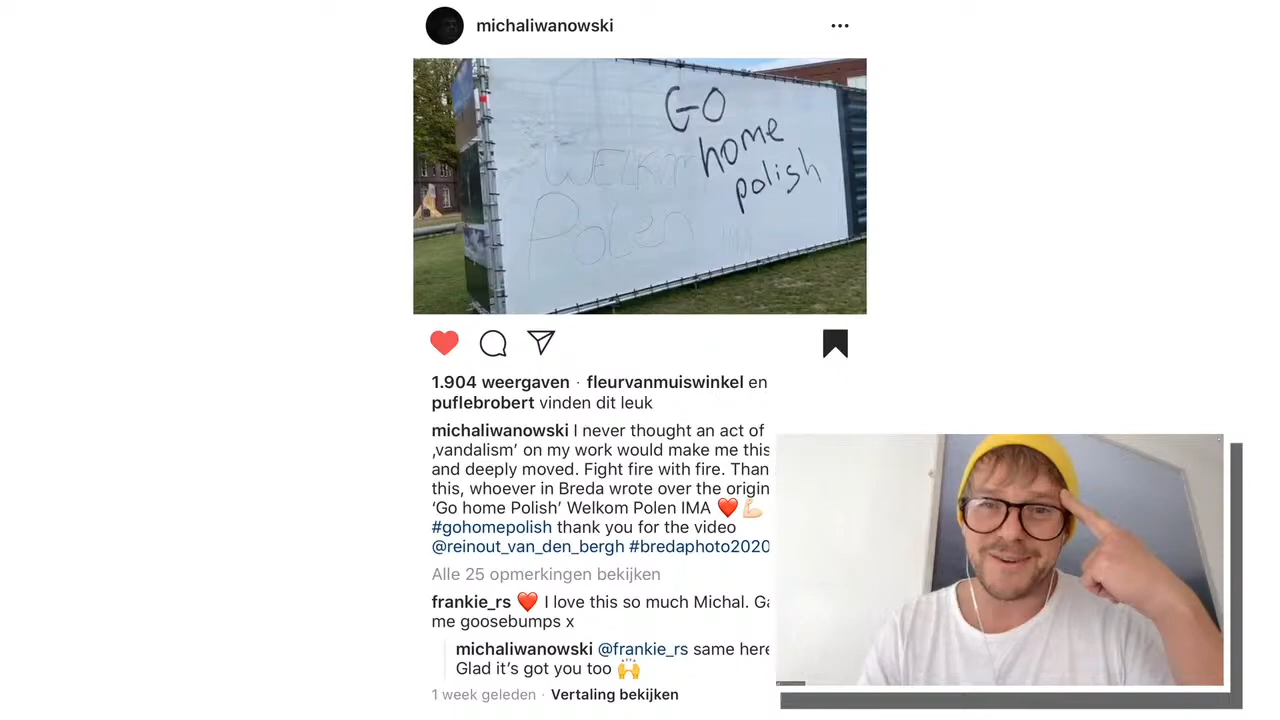 michaliwanowski
GO
home
polish
WELK
Polen
IMA
1.904 weergaven · fleurvanmuiswinkel en
puflebrobert vinden dit leuk
michaliwanowski I never thought an act of
‚vandalism’ on my work would make me this
and deeply moved. Fight fire with fire. Than
this, whoever in Breda wrote over the origin
‘Go home Polish’ Welkom Polen IMA ❤️💪🏻
#gohomepolish thank you for the video
@reinout_van_den_bergh #bredaphoto2020
Alle 25 opmerkingen bekijken
frankie_rs ❤️ I love this so much Michal. Ga
me goosebumps x
michaliwanowski @frankie_rs same here
Glad it’s got you too 🙌
1 week geleden · Vertaling bekijken